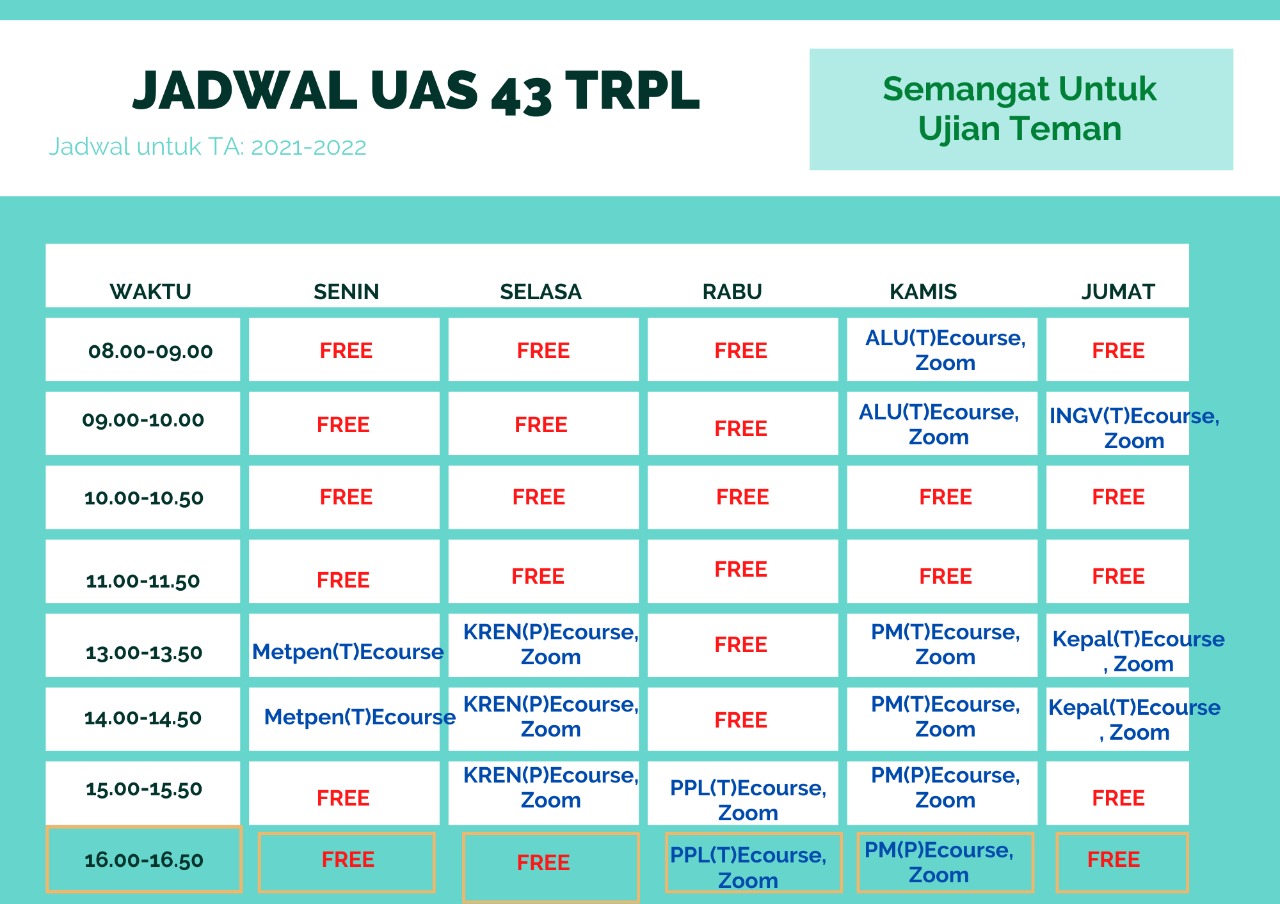 JADWAL UAS 43 TRPL
Jadwal untuk TA: 2021-2022
Semangat Untuk
Ujian Teman
WAKTU SENIN SELASA RABU KAMIS JUMAT
08.00-09.00 FREE FREE FREE ALU(T)Ecourse, FREE
Zoom
09.00-10.00 FREE FREE FREE ALU(T)Ecourse, INGV(T)Ecourse,
Zoom Zoom
10.00-10.50 FREE FREE FREE FREE FREE
11.00-11.50 FREE FREE FREE FREE FREE
13.00-13.50 Metpen(T)Ecourse KREN(P)Ecourse, FREE PM(T)Ecourse, Kepal(T)Ecourse
Zoom Zoom , Zoom
14.00-14.50 Metpen(T)Ecourse KREN(P)Ecourse, FREE PM(T)Ecourse, Kepal(T)Ecourse
Zoom Zoom , Zoom
15.00-15.50 FREE KREN(P)Ecourse, PPL(T)Ecourse, PM(P)Ecourse, FREE
Zoom Zoom Zoom
16.00-16.50 FREE FREE PPL(T)Ecourse, PM(P)Ecourse, FREE
Zoom Zoom